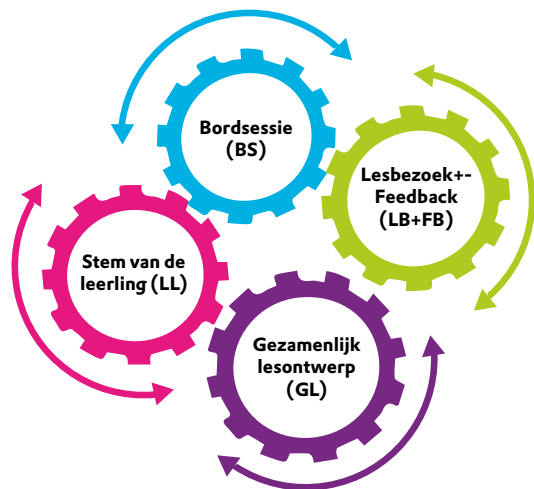 Bordsessie
(BS)
Lesbezoek+-
Feedback
(LB+FB)
Stem van de
leerling (LL)
Gezamenlijk
lesontwerp
(GL)